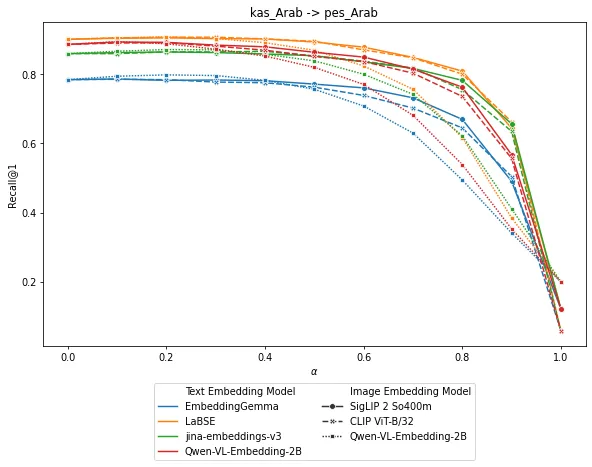 kas_Arab -> pes_Arab
Recall@1
0.8
0.6
0.4
0.2
0.0 0.2 0.4 0.6 0.8 1.0
α
Text Embedding Model
EmbeddingGemma
LaBSE
jina-embeddings-v3
Qwen-VL-Embedding-2B
Image Embedding Model
SigLIP 2 So400m
CLIP ViT-B/32
Qwen-VL-Embedding-2B